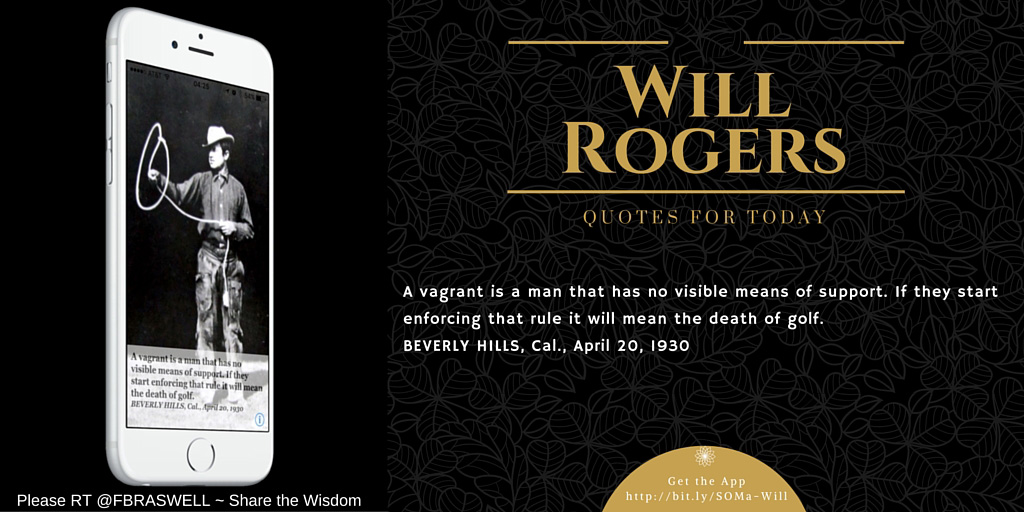 AT&T
04:26
A vagrant is a man that has no
visible means of support. If they
start enforcing that rule it will mean
the death of golf.
BEVERLY HILLS, Cal., April 20, 1930
Please RT @FBRASWELL ~ Share the Wisdom
WILL
ROGERS
QUOTES FOR TODAY
A vagrant is a man that has no visible means of support. If they start
enforcing that rule it will mean the death of golf.
BEVERLY HILLS, Cal., April 20, 1930
Get the App
http://bit.ly/SOMa-Will